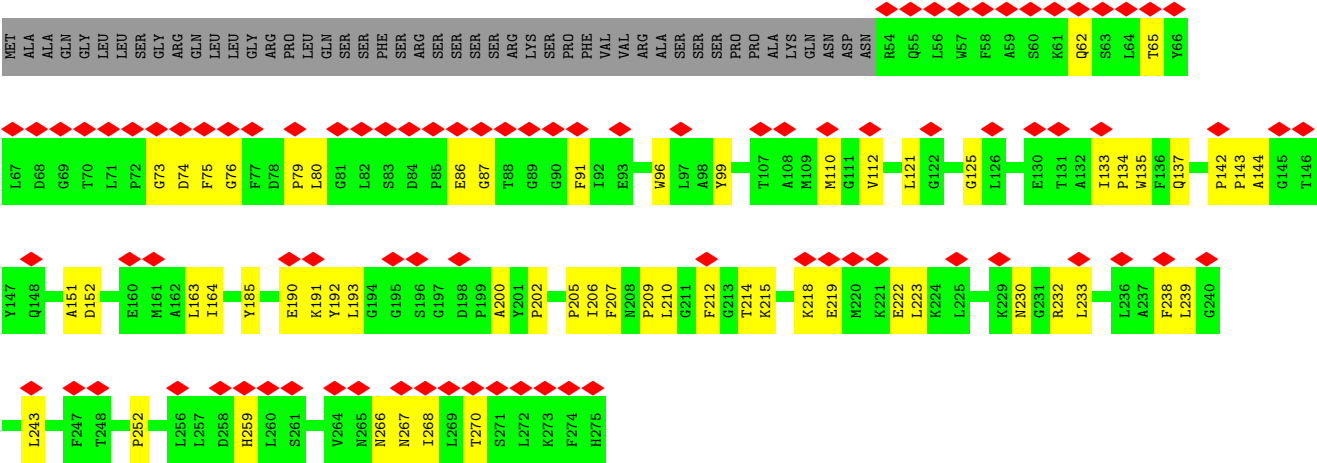 MET ALA ALA GLN GLY LEU LEU SER GLY ARG GLN LEU LEU GLY ARG PRO LEU GLN SER SER PHE SER ARG SER SER SER SER ARG LYS SER PRO PHE VAL VAL ARG ALA SER SER SER PRO PRO ALA LYS GLN ASN ASP ASN R54 Q55 L56 W57 F58 A59 S60 K61 Q62 S63 L64 T65 Y66
L67 D68 G69 T70 L71 P72 G73 D74 F75 G76 F77 D78 P79 L80 G81 L82 S83 D84 P85 E86 G87 T88 G89 G90 F91 I92 E93 W96 L97 A98 Y99 T107 A108 M109 M110 G111 V112 L121 G122 G125 L126 E130 T131 A132 I133 P134 W135 F136 Q137 P142 P143 A144 G145 T146
Y147 Q148 A151 D152 E160 M161 A162 L163 I164 Y185 E190 K191 Y192 L193 G194 G195 S196 G197 D198 P199 A200 Y201 P202 P205 I206 F207 N208 P209 L210 G211 F212 G213 T214 K215 K218 E219 M220 K221 E222 L223 K224 L225 K229 N230 G231 R232 L233 L236 A237 F238 L239 G240
L243 F247 T248 P252 L256 L257 D258 H259 L260 S261 V264 N265 N266 N267 I268 L269 T270 S271 L272 K273 F274 H275